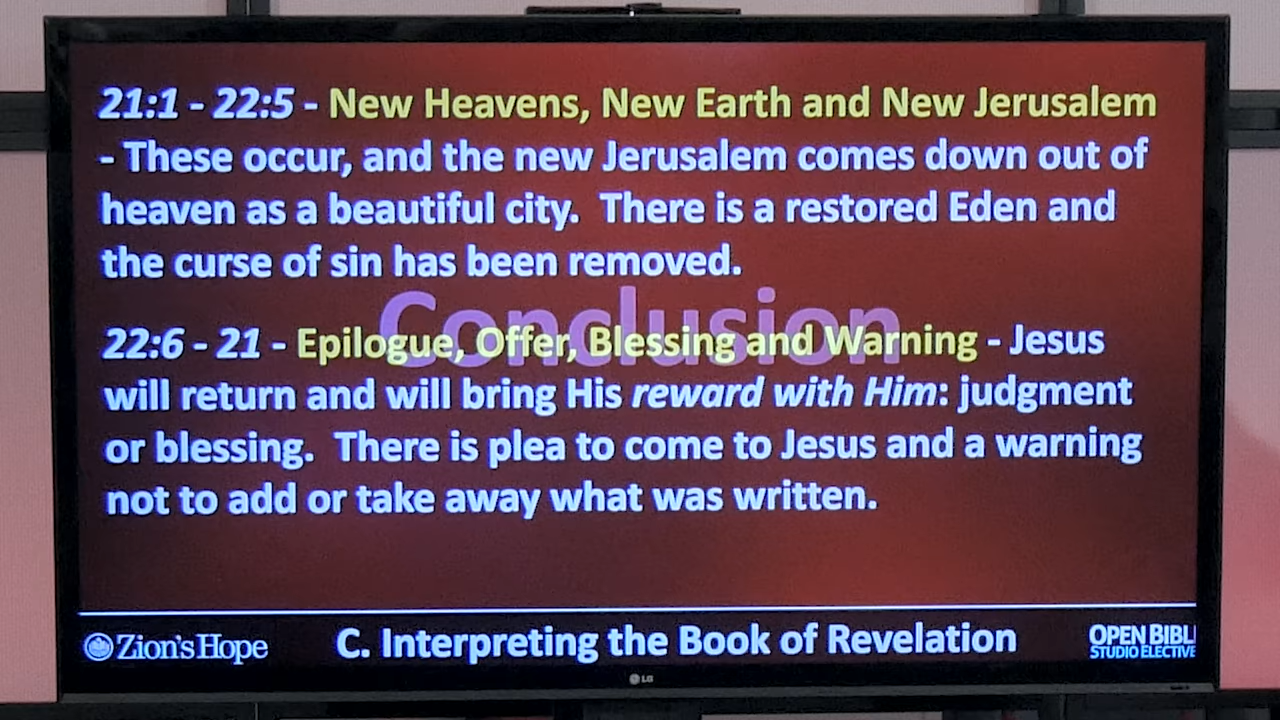 21:1 - 22:5 - New Heavens, New Earth and New Jerusalem
- These occur, and the new Jerusalem comes down out of
heaven as a beautiful city. There is a restored Eden and
the curse of sin has been removed.
Conclusion
22:6 - 21 - Epilogue, Offer, Blessing and Warning - Jesus
will return and will bring His reward with Him: judgment
or blessing. There is plea to come to Jesus and a warning
not to add or take away what was written.
Zion's Hope
C. Interpreting the Book of Revelation
OPEN BIBL
STUDIO ELECTIVE
LG